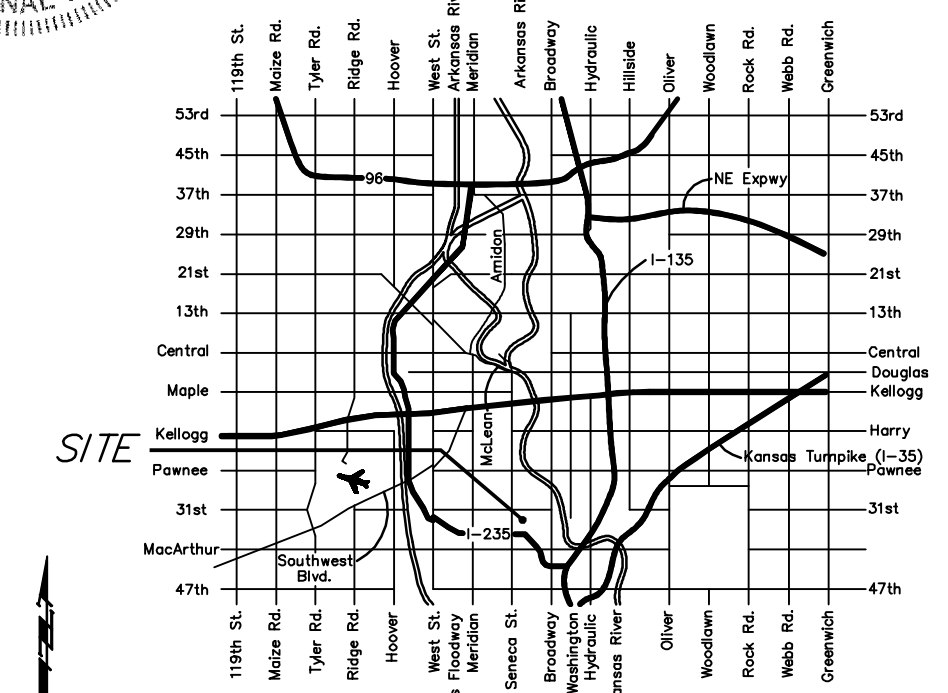 119th St.
Maize Rd.
Tyler Rd.
Ridge Rd.
Hoover
West St.
Arkansas
Meridian
Arkansas
Broadway
Hydraulic
Hillside
Oliver
Woodlawn
Rock Rd.
Webb Rd.
Greenwich
53rd
53rd
45th
45th
96
37th
NE Expwy
37th
29th
29th
Amidon
I-135
21st
21st
13th
13th
Central
Central
Douglas
Maple
Kellogg
McLean
Kellogg
Harry
SITE
Kansas Turnpike (I-35)
Pawnee
Pawnee
31st
31st
I-235
MacArthur
Southwest
Blvd.
47th
47th
119th St.
Maize Rd.
Tyler Rd.
Ridge Rd.
Hoover
West St.
Floodway
Meridian
Seneca St.
Broadway
Washington
Hydraulic
River
Oliver
Woodlawn
Rock Rd.
Webb Rd.
Greenwich